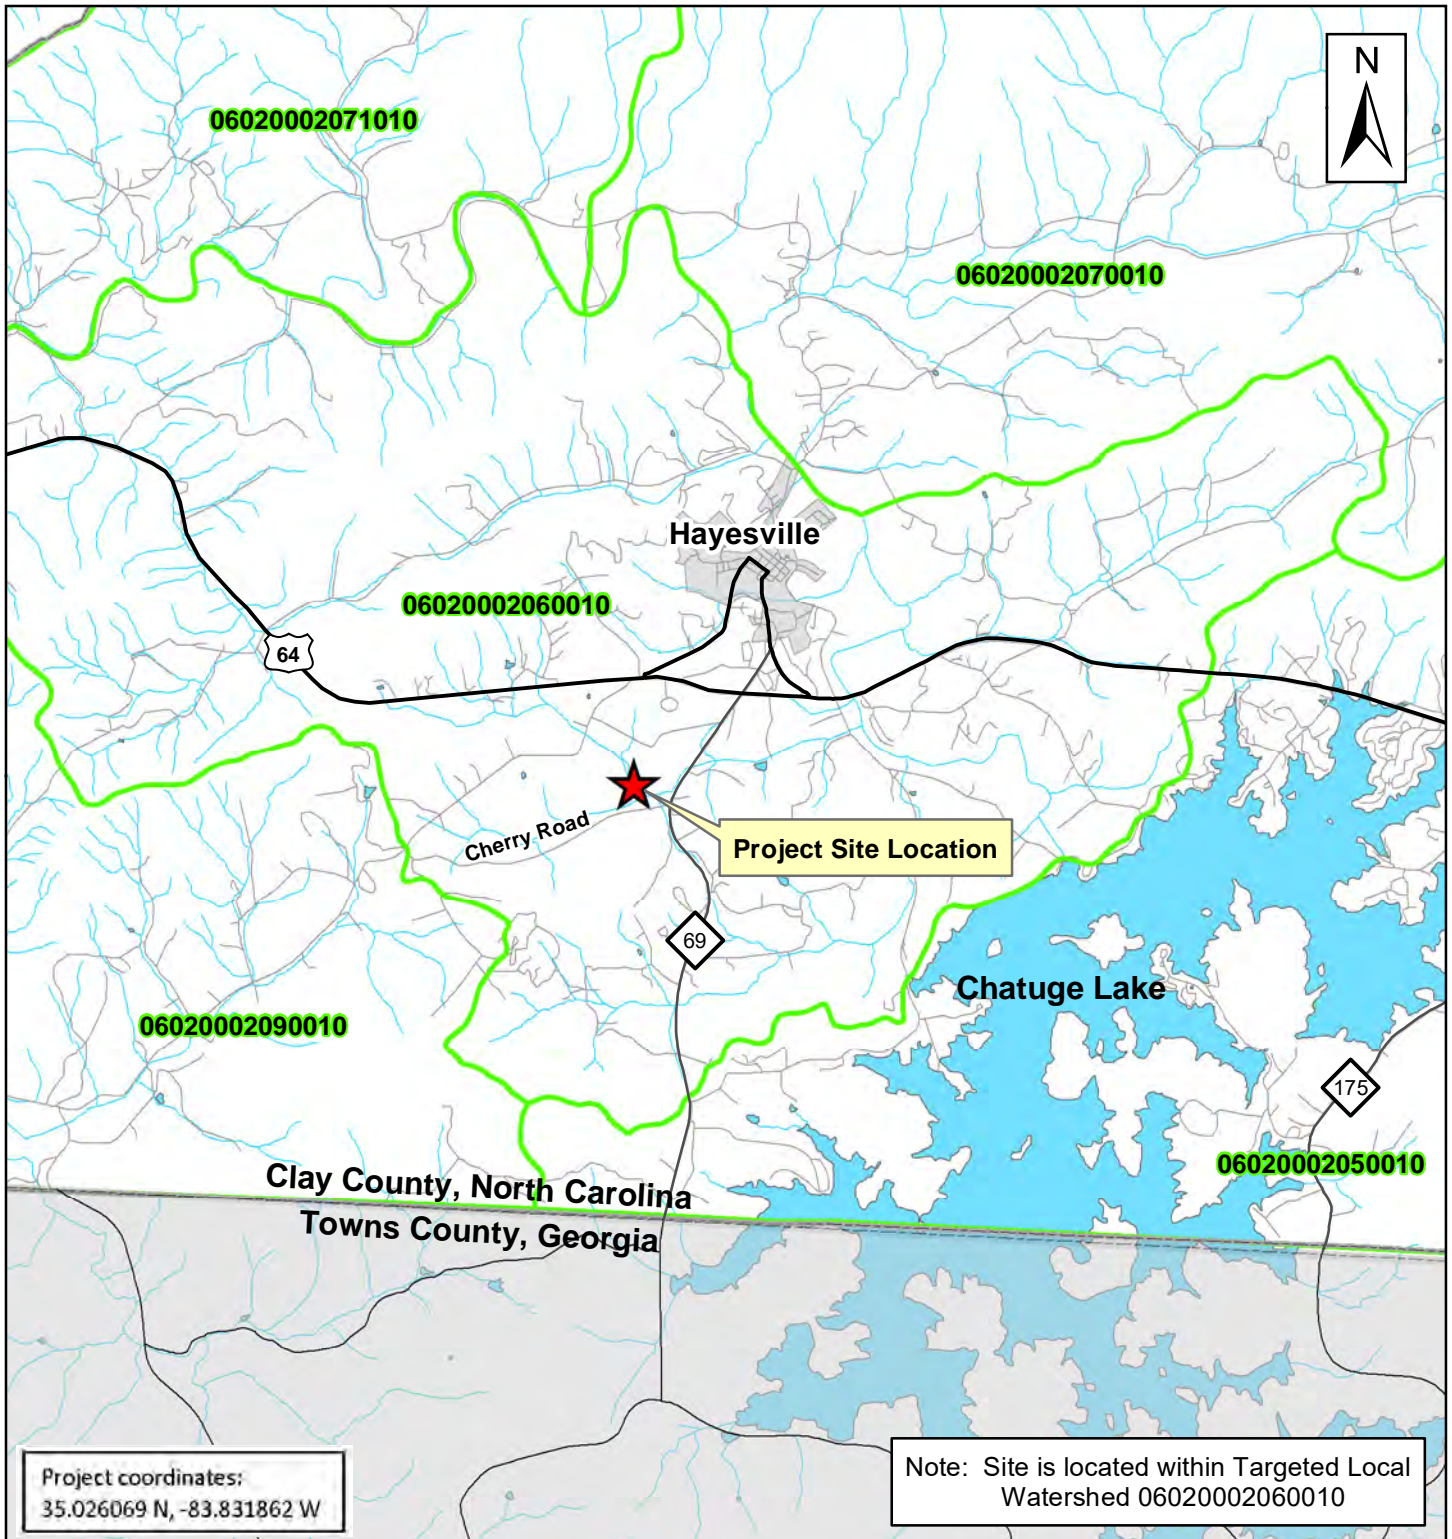 N
06020002071010
06020002070010
Hayesville
06020002060010
64
Cherry Road
Project Site Location
69
Chatuge Lake
06020002090010
175
06020002050010
Clay County, North Carolina
Towns County, Georgia
Project coordinates:
35.026069 N, -83.831862 W
Note:  Site is located within Targeted Local
Watershed 06020002060010